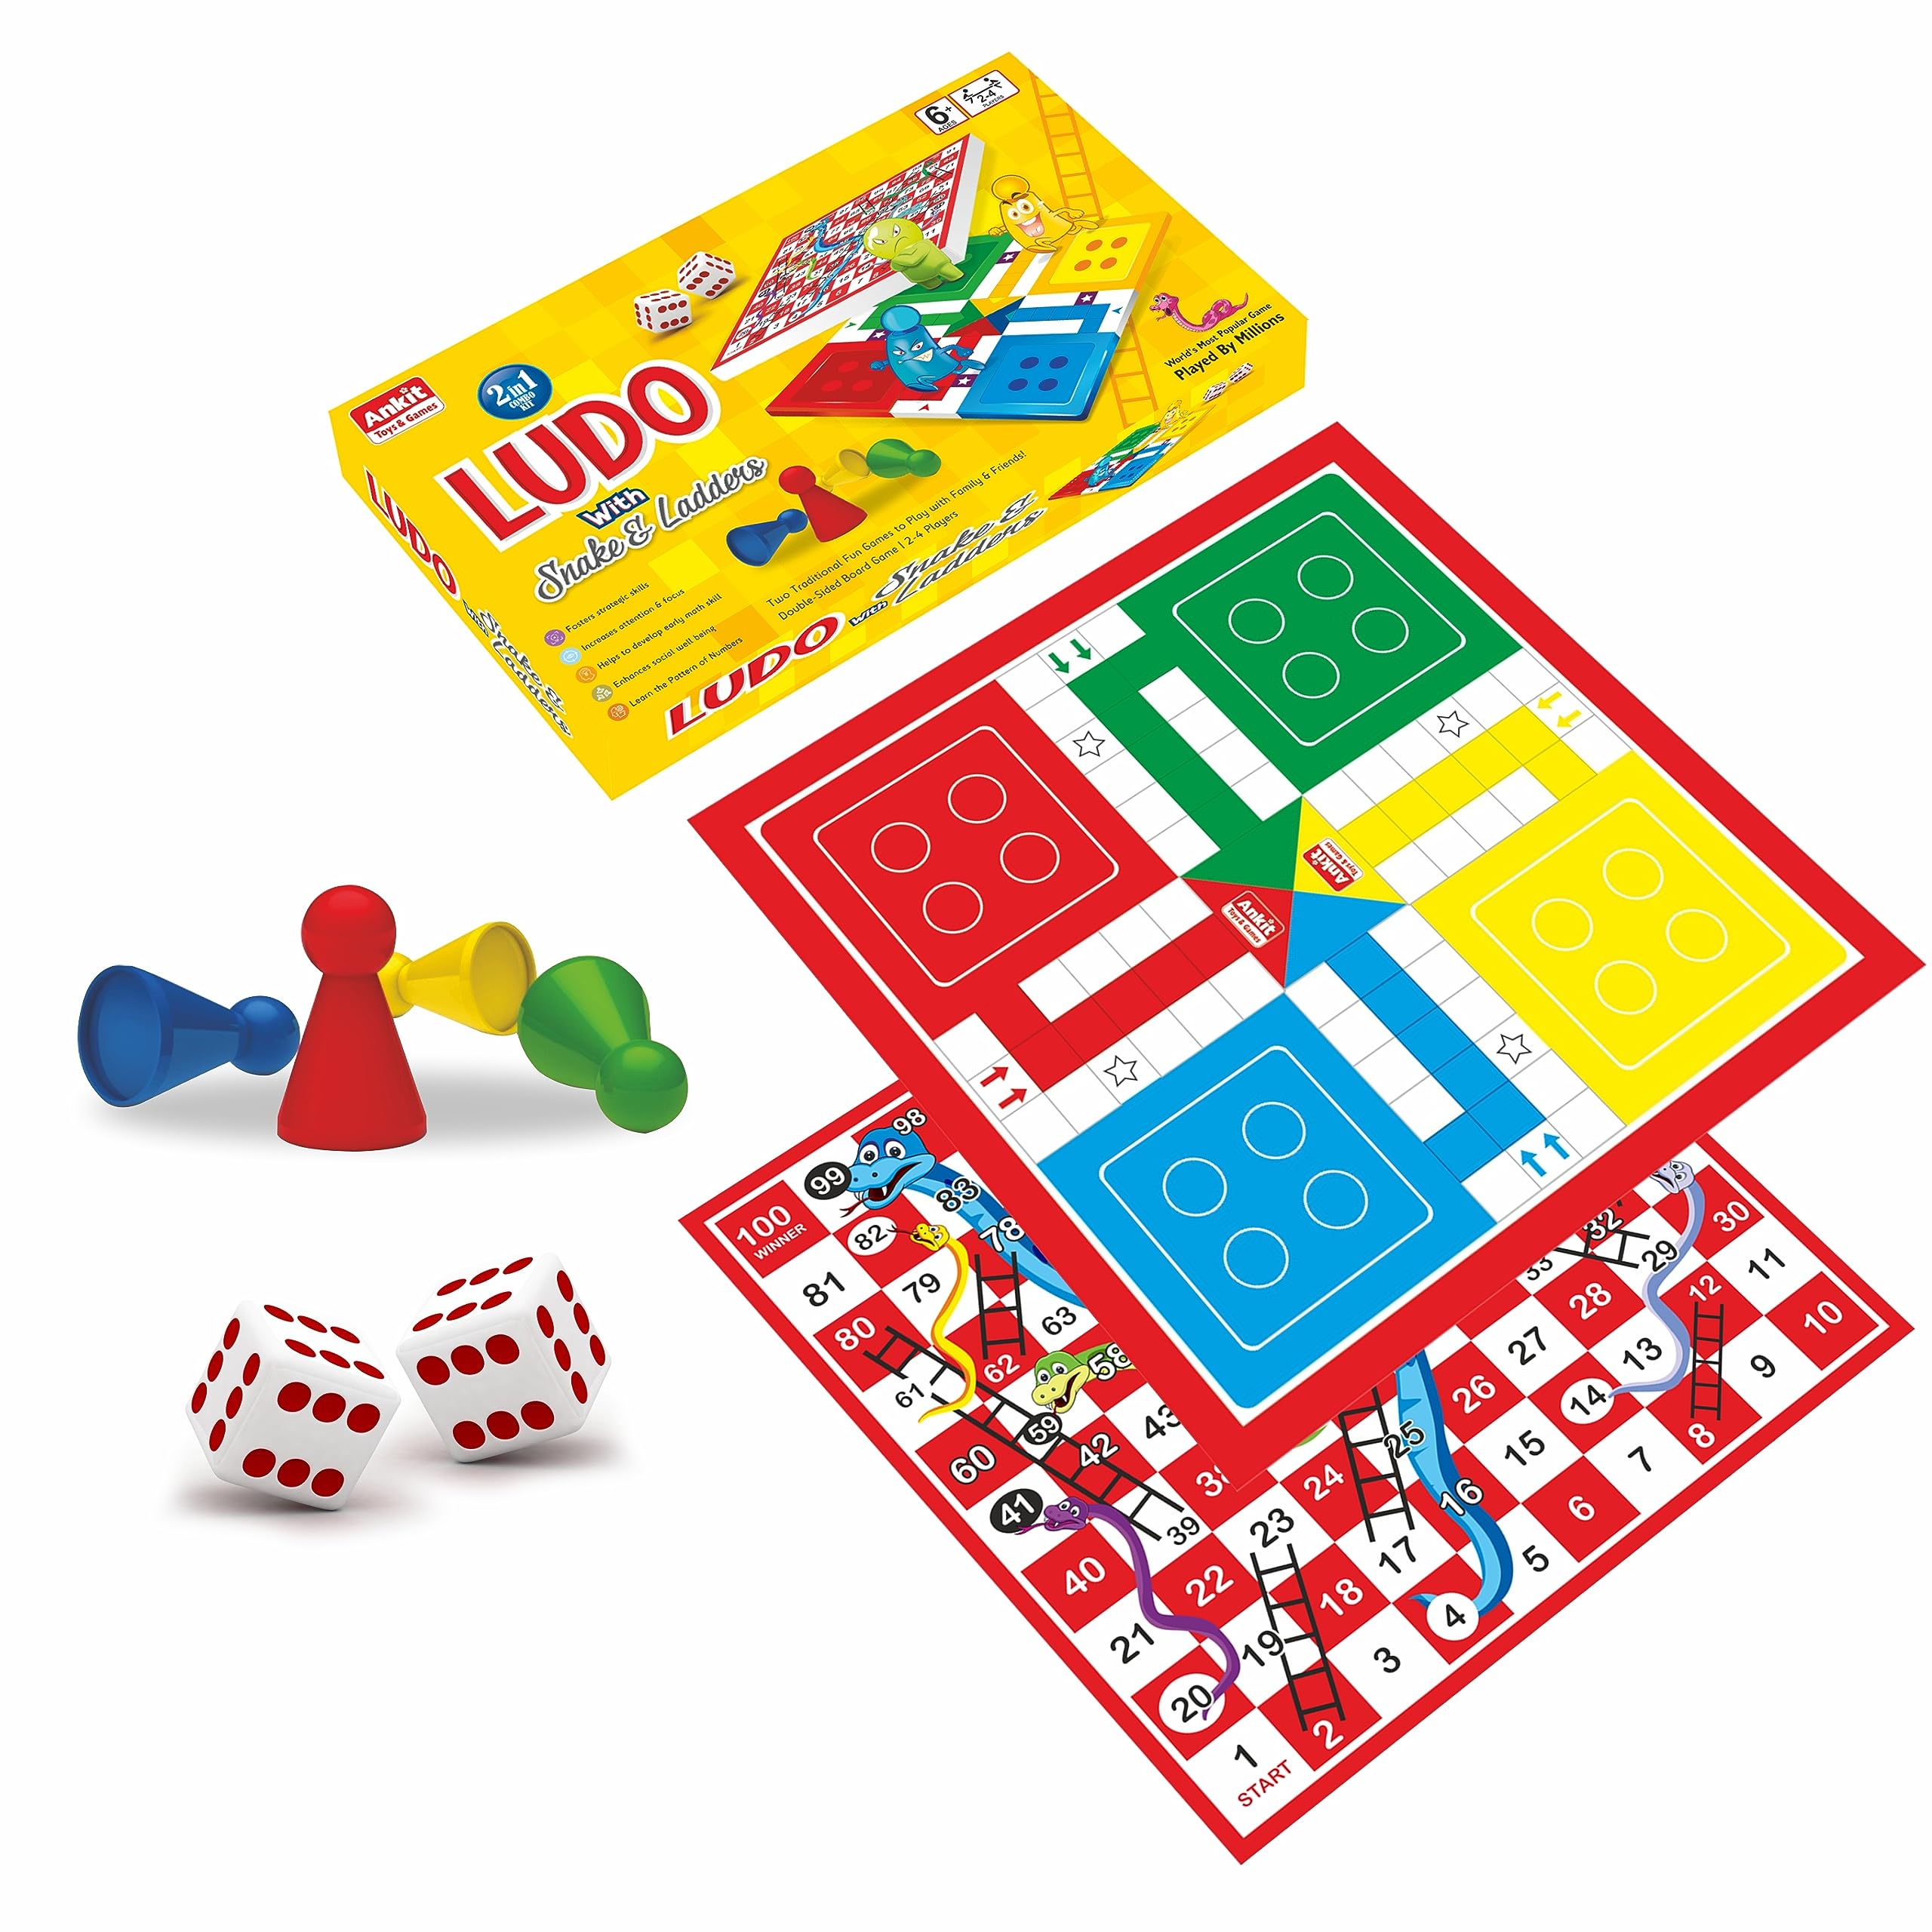 6+
AGES
2-4
PLAYERS
Ankit
Toys & Games
2 in 1
COMBO
KIT
LUDO
With
Snake & Ladders
World's Most Popular Game
Played By Millions
Fosters strategic skills
Increases attention & focus
Helps to develop early math skill
Enhances social well being
Learn the Pattern of Numbers
Two Traditional Fun Games to Play with Family & Friends!
Double-Sided Board Game | 2-4 Players
LUDO
With
Snake &
Ladders
LUDO
With
Snake &
Ladders
Ankit
Toys & Games
Ankit
Toys & Games
100 99 98
WINNER
81 82 83
80 79 78
61 62 63
60 59 58
41 42 43
40 39
21 22 23 24 25 26 27 28 29 30
20 19 18 17 16 15 14 13 12 11
1 2 3 4 5 6 7 8 9 10
START
32
33